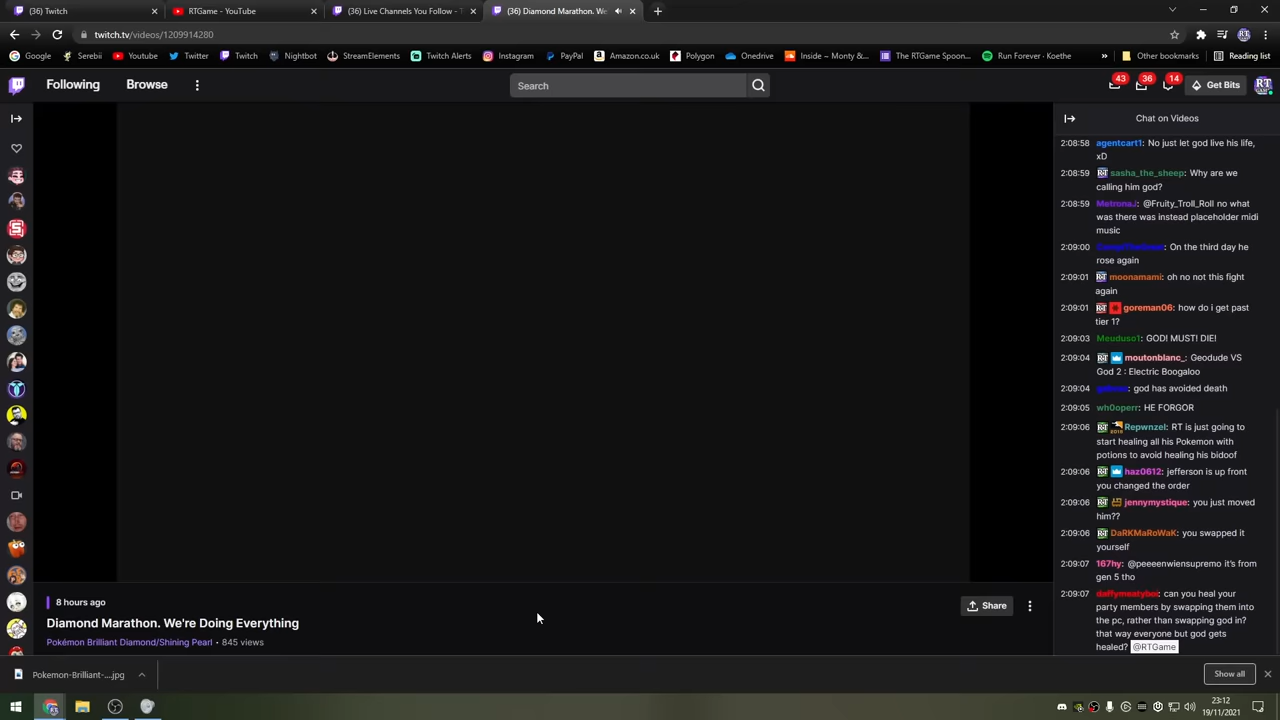 (36) Twitch
RTGame - YouTube
(36) Live Channels You Follow - T
(36) Diamond Marathon. We'
twitch.tv/videos/1209914280
Google
Serebii
Youtube
Twitter
Twitch
Nightbot
StreamElements
Twitch Alerts
Instagram
PayPal
Amazon.co.uk
Polygon
Onedrive
Inside – Monty &...
The RTGame Spoon...
Run Forever - Koethe
»
Other bookmarks
Reading list
Following
Browse
Search
43
36
14
Get Bits
Chat on Videos
2:08:58 agentcart1: No just let god live his life,
xD
2:08:59 sasha_the_sheep: Why are we
calling him god?
2:08:59 MetronaJ: @Fruity_Troll_Roll no what
was there was instead placeholder midi
music
2:09:00 : On the third day he
rose again
2:09:01 moonamami: oh no not this fight
again
2:09:01 goreman06: how do i get past
tier 1?
2:09:03 Meuduso1: GOD! MUST! DIE!
2:09:04 moutonblanc_: Geodude VS
God 2 : Electric Boogaloo
2:09:04 : god has avoided death
2:09:05 wh0operr: HE FORGOR
2:09:06 Repwnzel: RT is just going to
start healing all his Pokemon with
potions to avoid healing his bidoof
2:09:06 haz0612: jefferson is up front
you changed the order
2:09:06 jennymystique: you just moved
him??
2:09:06 DaRKMaRoWaK: you swapped it
yourself
2:09:07 167hy: @peeeenwiensupremo it's from
gen 5 tho
2:09:07 daffymeatyboi: can you heal your
party members by swapping them into
the pc, rather than swapping god in?
that way everyone but god gets
healed? @RTGame
8 hours ago
Share
Diamond Marathon. We're Doing Everything
Pokémon Brilliant Diamond/Shining Pearl • 845 views
Pokemon-Brilliant-....jpg
Show all
23:12
19/11/2021